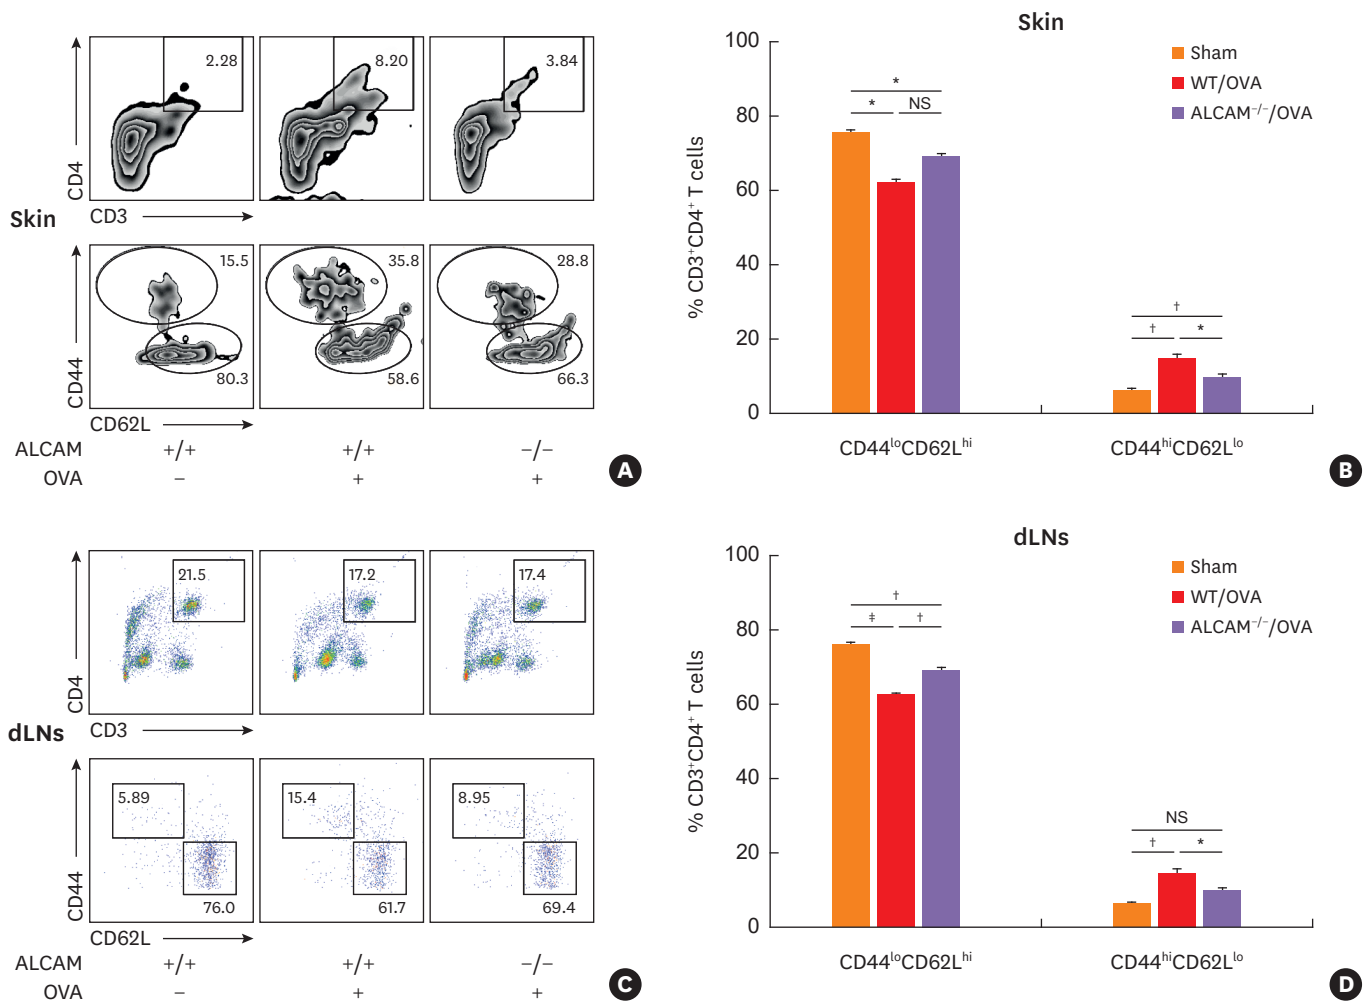 2.28
8.20
3.84
CD4
CD3
Skin
15.5
35.8
28.8
80.3
58.6
66.3
CD44
CD62L
ALCAM +/+ +/+ −/−
OVA − + +
A
Skin
Sham
WT/OVA
ALCAM⁻/⁻/OVA
% CD3⁺CD4⁺ T cells
100
80
60
40
20
0
*
* NS
†
† *
CD44ˡᵒCD62Lʰⁱ CD44ʰⁱCD62Lˡᵒ
B
21.5
17.2
17.4
CD4
CD3
dLNs
5.89
15.4
8.95
76.0
61.7
69.4
CD44
CD62L
ALCAM +/+ +/+ −/−
OVA − + +
C
dLNs
Sham
WT/OVA
ALCAM⁻/⁻/OVA
% CD3⁺CD4⁺ T cells
100
80
60
40
20
0
†
‡ †
NS
† *
CD44ˡᵒCD62Lʰⁱ CD44ʰⁱCD62Lˡᵒ
D